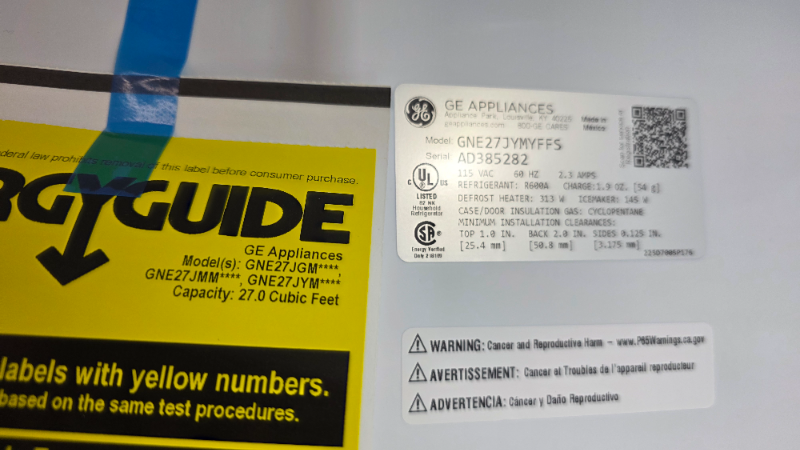 federal law prohibits removal of this label before consumer purchase.
RGYGUIDE
GE Appliances
Model(s): GNE27JGM****,
GNE27JMM****, GNE27JYM****
Capacity: 27.0 Cubic Feet
labels with yellow numbers.
based on the same test procedures.
GE APPLIANCES
Appliance Park, Louisville, KY 40225
geappliances.com 800-GE CARES
Made in:
México
Model: GNE27JYMYFFS
Serial: AD385282
115 VAC 60 HZ 2.3 AMPS
REFRIGERANT: R600A CHARGE:1.9 OZ. [54 g]
DEFROST HEATER: 313 W ICEMAKER: 145 W
CASE/DOOR INSULATION GAS: CYCLOPENTANE
MINIMUM INSTALLATION CLEARANCES:
TOP 1.0 IN. BACK 2.0 IN. SIDES 0.125 IN.
[25.4 mm] [50.8 mm] [3.175 mm]
C UL US
LISTED
Household
Refrigerator
SA
Energy Verified
WARNING: Cancer and Reproductive Harm - www.P65Warnings.ca.gov
AVERTISSEMENT: Cancer et Troubles de l'appareil reproducteur
ADVERTENCIA: Cáncer y Daño Reproductivo